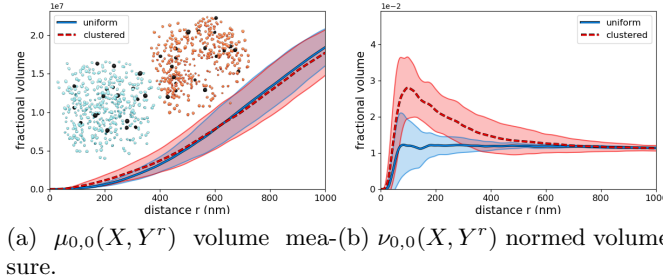 1e7
uniform
clustered
fractional volume
2.0
1.5
1.0
0.5
0.0
0 200 400 600 800 1000
distance r (nm)
1e−2
uniform
clustered
fractional volume
4
3
2
1
0
0 200 400 600 800 1000
distance r (nm)
(a) μ0,0(X, Y^r) volume mea-
sure.
(b) ν0,0(X, Y^r) normed volume